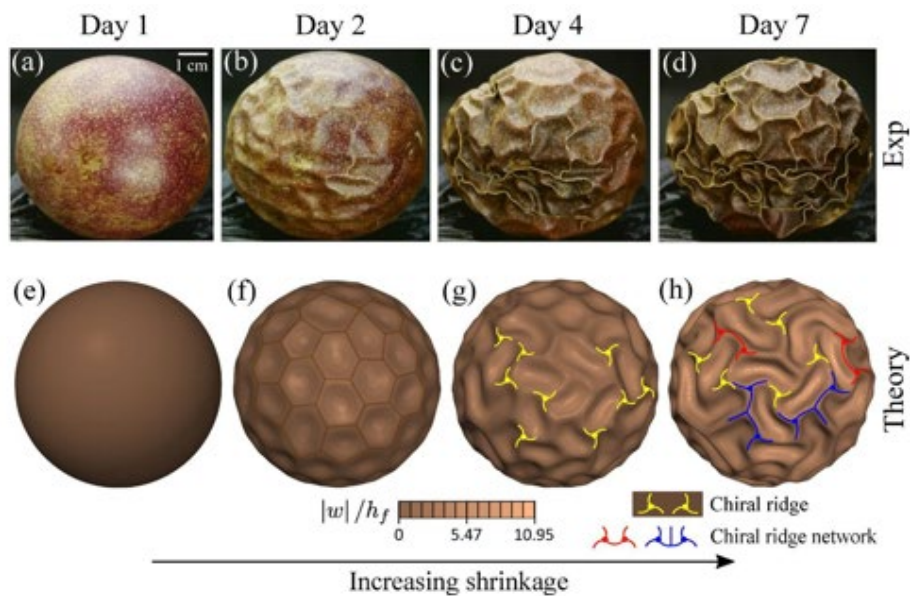 Day 1 Day 2 Day 4 Day 7
(a) 1 cm (b) (c) (d)
Exp
(e) (f) (g) (h)
Theory
|w|/h_f
0 5.47 10.95
Chiral ridge
Chiral ridge network
Increasing shrinkage